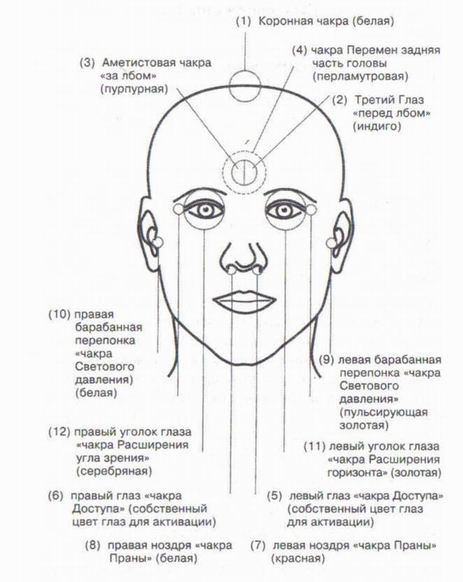 (1) Коронная чакра (белая)
(4) чакра Перемен задняя
часть головы
(перламутровая)
(3) Аметистовая чакра
«за лбом»
(пурпурная)
(2) Третий Глаз
«перед лбом»
(индиго)
(10) правая
барабанная
перепонка
«чакра
Светового
давления)
(белая)
(9) левая барабанная
перепонка «чакра
Светового
давления»
(пульсирующая
золотая)
(12) правый уголок глаза
«чакра Расширения
угла зрения»
(серебряная)
(11) левый уголок глаза
«чакра Расширения
горизонта» (золотая)
(6) правый глаз «чакра
Доступа» (собственный
цвет глаз для активации)
(5) левый глаз «чакра Доступа»
(собственный цвет глаз
для активации)
(8) правая ноздря «чакра
Праны» (белая)
(7) левая ноздря «чакра Праны»
(красная)